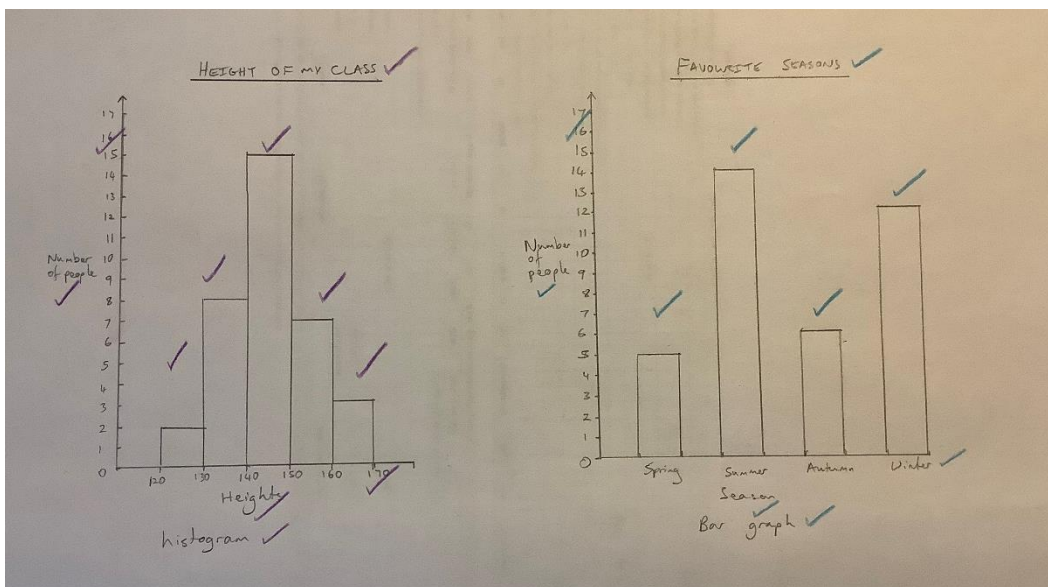 HEIGHT OF MY CLASS
17
16
15
14
13
12
11
10
9
8
7
6
5
4
3
2
1
0
Number
of people
120 130 140 150 160 170
Height
histogram
FAVOURITE SEASONS
17
16
15
14
13
12
11
10
9
8
7
6
5
4
3
2
1
0
Number
of
people
Spring Summer Autumn Winter
Season
Bar graph